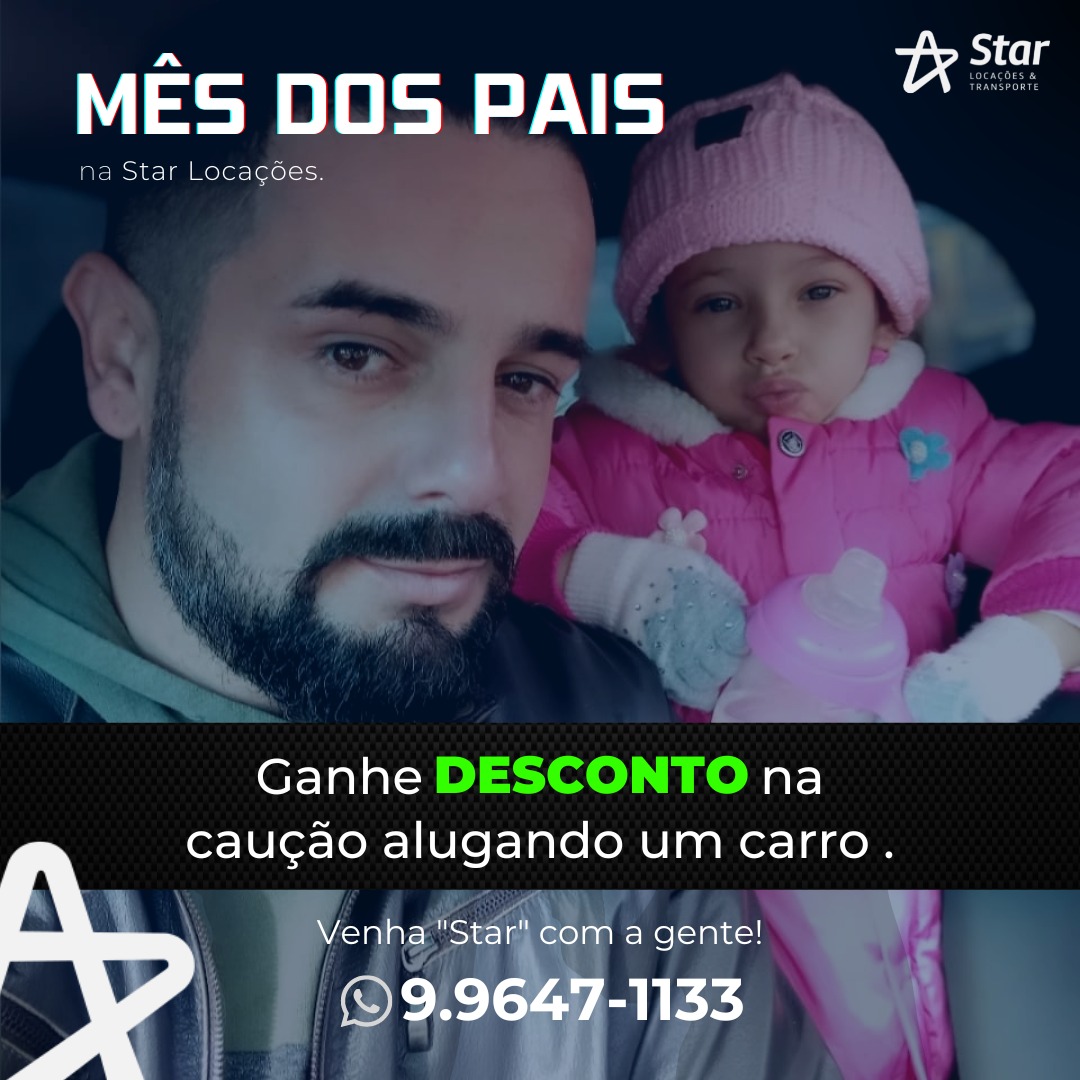 MÊS DOS PAIS
na Star Locações.
Star
LOCAÇÕES &
TRANSPORTE
Ganhe DESCONTO na
caução alugando um carro .
Venha "Star" com a gente!
9.9647-1133